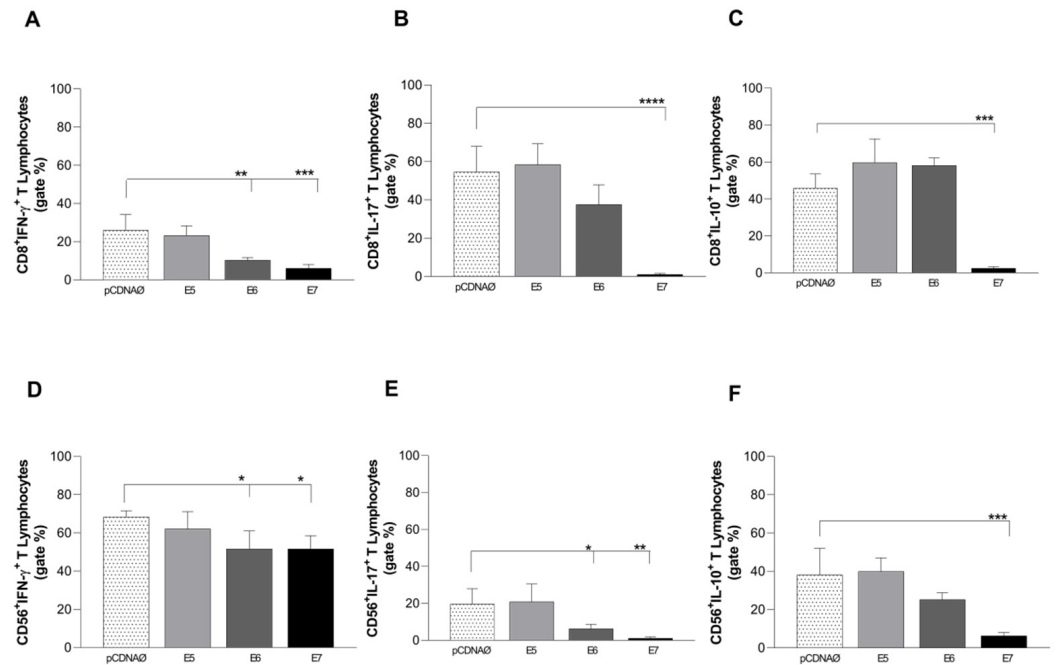 A
CD8+IFN-γ+ T Lymphocytes
(gate %)
100
80
60
40
20
0
** ***
pCDNAØ E5 E6 E7
B
CD8+IL-17+ T Lymphocytes
(gate %)
100
80
60
40
20
0
****
pCDNAØ E5 E6 E7
C
CD8+IL-10+ T Lymphocytes
(gate %)
100
80
60
40
20
0
***
pCDNAØ E5 E6 E7
D
CD56+IFN-γ+ T Lymphocytes
(gate %)
100
80
60
40
20
0
* *
pCDNAØ E5 E6 E7
E
CD56+IL-17+ T Lymphocytes
(gate %)
100
80
60
40
20
0
* **
pCDNAØ E5 E6 E7
F
CD56+IL-10+ T Lymphocytes
(gate %)
100
80
60
40
20
0
***
pCDNAØ E5 E6 E7